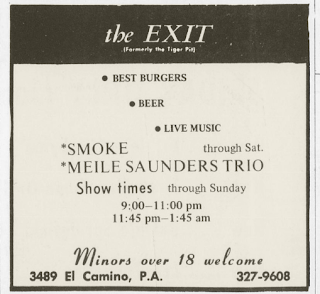 the EXIT
(Formerly the Tiger Pit)
• BEST BURGERS
• BEER
• LIVE MUSIC
*SMOKE through Sat.
*MEILE SAUNDERS TRIO
Show times through Sunday
9:00–11:00 pm
11:45 pm–1:45 am
Minors over 18 welcome
3489 El Camino, P.A. 327-9608